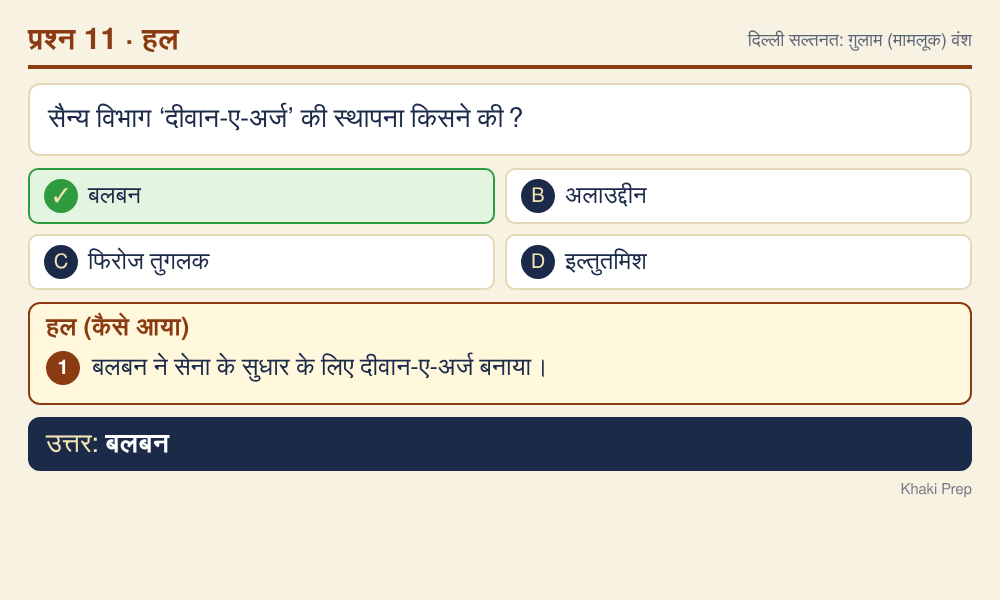 प्रश्न 11 · हल
दिल्ली सल्तनत: ग़ुलाम (मामलूक) वंश
सैन्य विभाग ‘दीवान-ए-अर्ज’ की स्थापना किसने की ?
✓ बलबन
B अलाउद्दीन
C फिरोज तुगलक
D इल्तुतमिश
हल (कैसे आया)
1 बलबन ने सेना के सुधार के लिए दीवान-ए-अर्ज बनाया।
उत्तर: बलबन
Khaki Prep